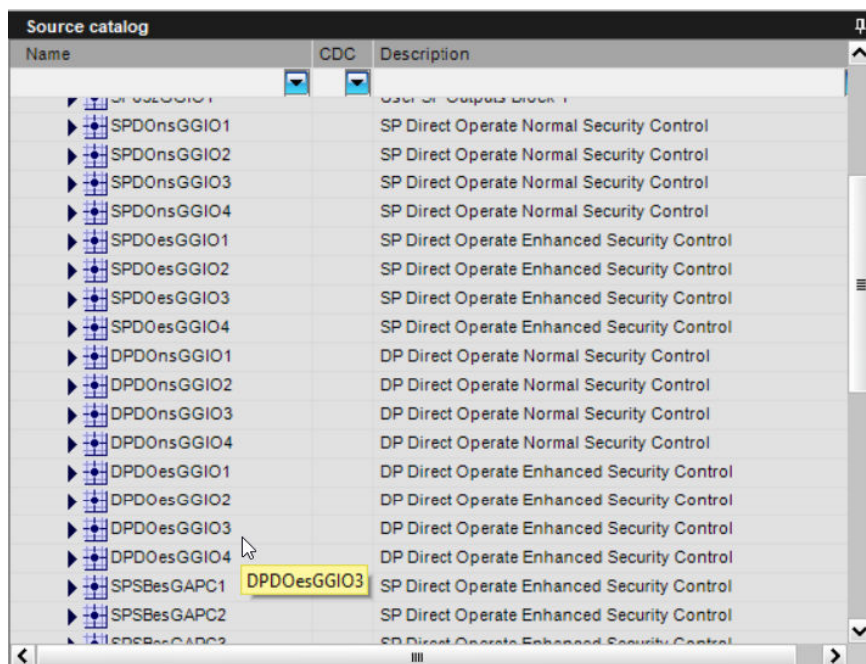 Source catalog
Name CDC Description
SPDOnsGGIO1 SP Direct Operate Normal Security Control
SPDOnsGGIO2 SP Direct Operate Normal Security Control
SPDOnsGGIO3 SP Direct Operate Normal Security Control
SPDOnsGGIO4 SP Direct Operate Normal Security Control
SPDOesGGIO1 SP Direct Operate Enhanced Security Control
SPDOesGGIO2 SP Direct Operate Enhanced Security Control
SPDOesGGIO3 SP Direct Operate Enhanced Security Control
SPDOesGGIO4 SP Direct Operate Enhanced Security Control
DPDOnsGGIO1 DP Direct Operate Normal Security Control
DPDOnsGGIO2 DP Direct Operate Normal Security Control
DPDOnsGGIO3 DP Direct Operate Normal Security Control
DPDOnsGGIO4 DP Direct Operate Normal Security Control
DPDOesGGIO1 DP Direct Operate Enhanced Security Control
DPDOesGGIO2 DP Direct Operate Enhanced Security Control
DPDOesGGIO3 DP Direct Operate Enhanced Security Control
DPDOesGGIO4 DP Direct Operate Enhanced Security Control
DPDOesGGIO3
SPSBesGAPC1 SP Direct Operate Enhanced Security Control
SPSBesGAPC2 SP Direct Operate Enhanced Security Control
SP Direct Operate Enhanced Security Control